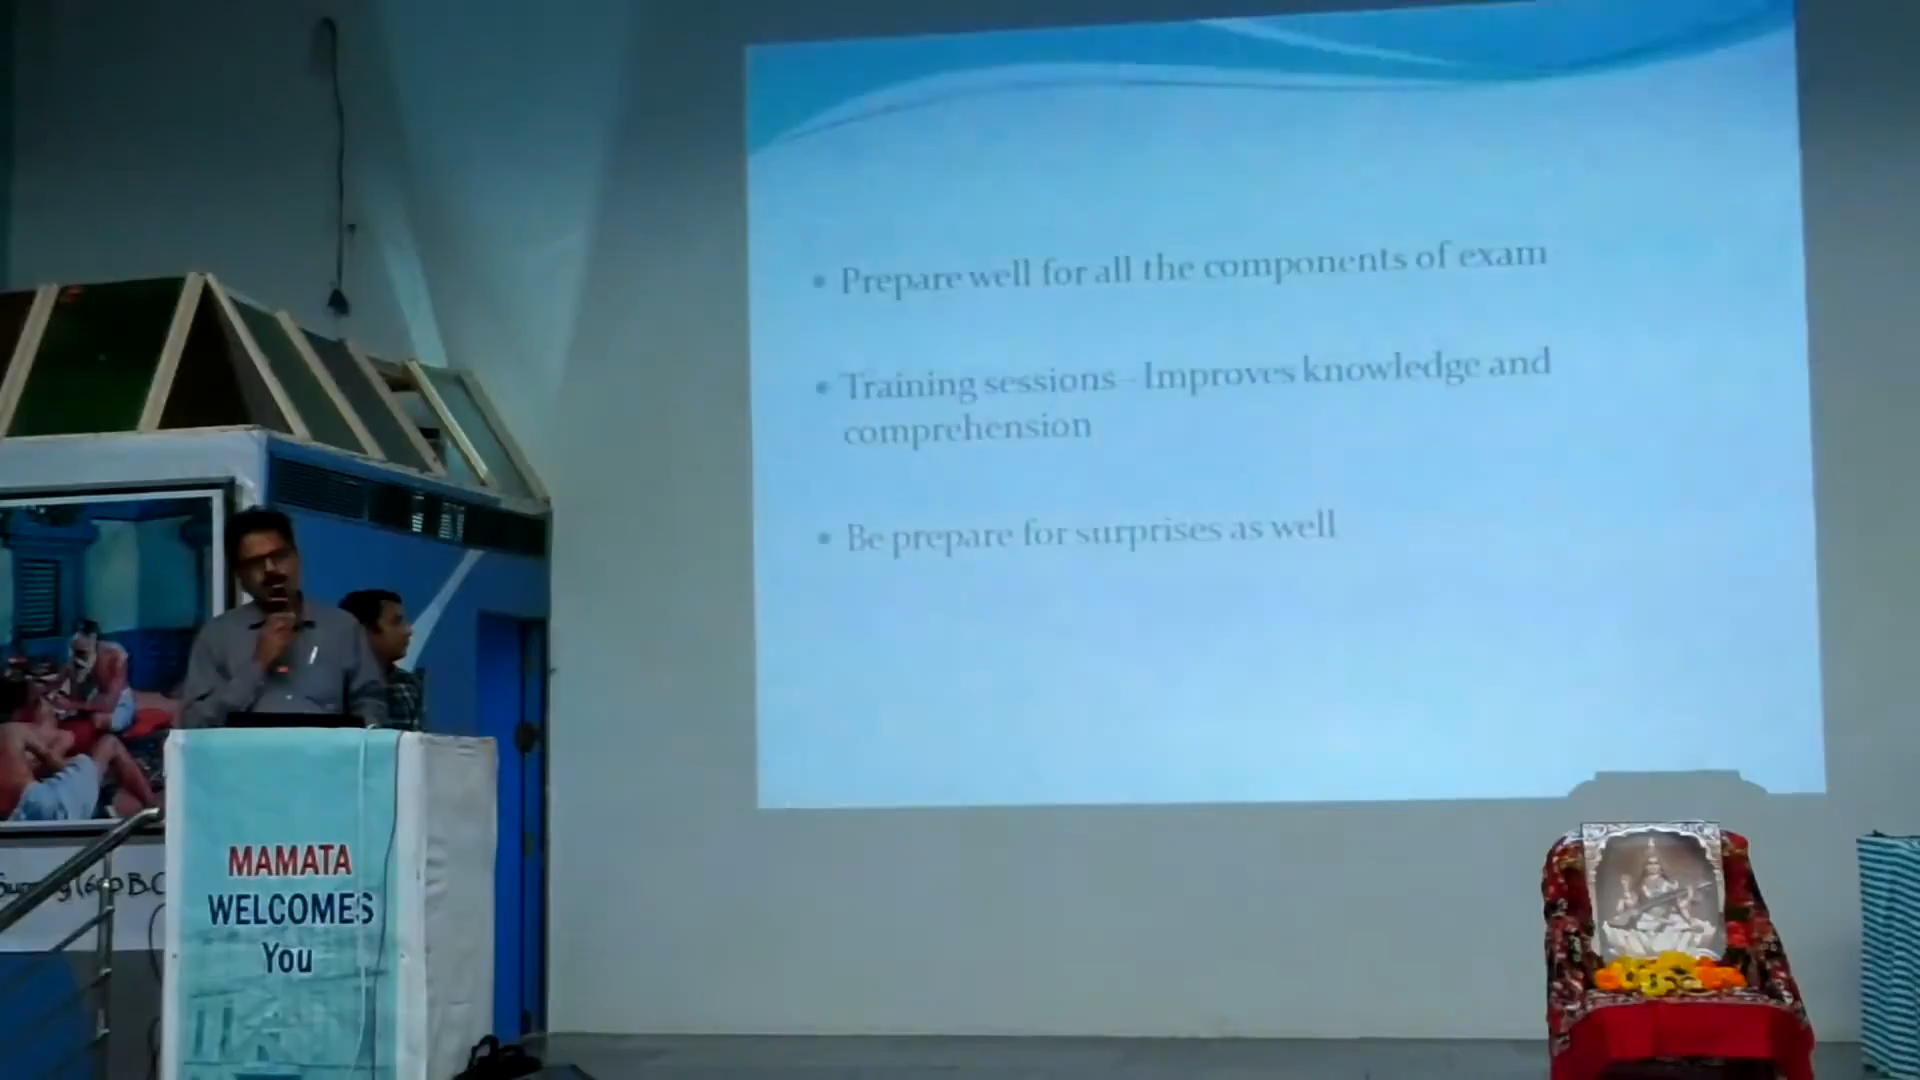 • Prepare well for all the components of exam
• Training sessions - Improves knowledge and
comprehension
• Be prepare for surprises as well
MAMATA
WELCOMES
You